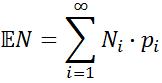 𝔼N = ∑_{i=1}^{∞} N_i · p_i